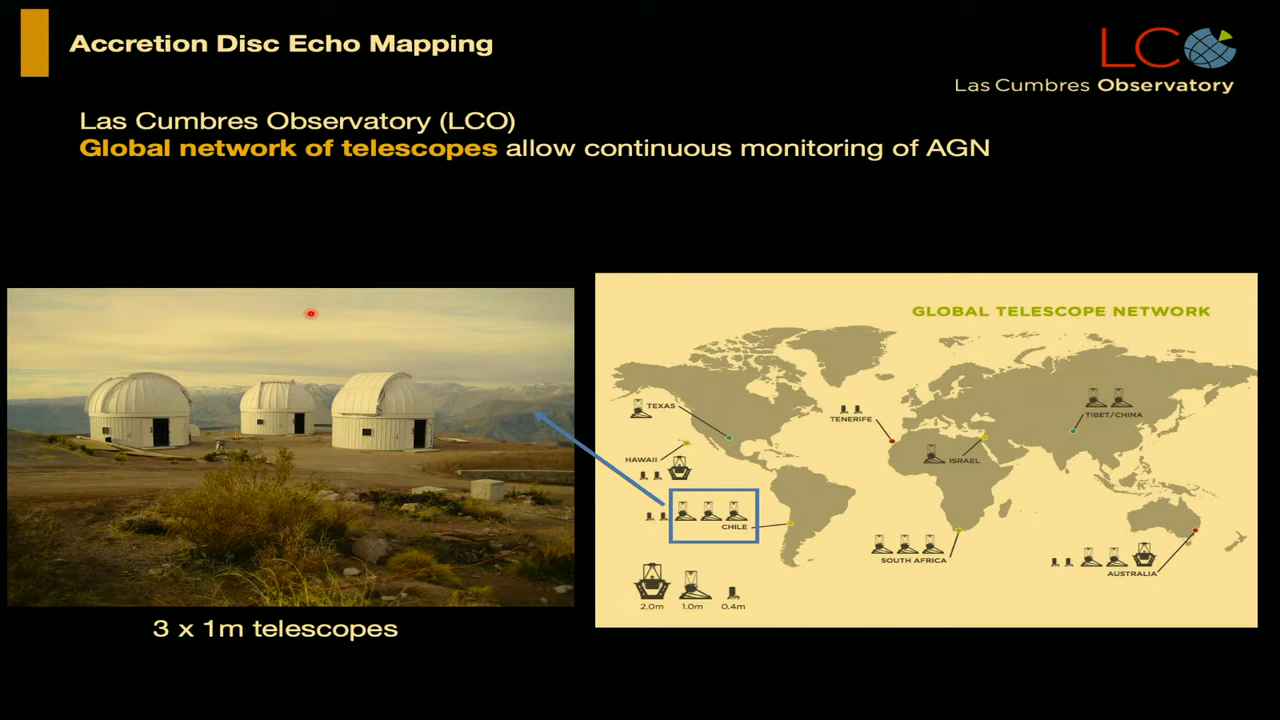 Accretion Disc Echo Mapping
LCO
Las Cumbres Observatory
Las Cumbres Observatory (LCO)
Global network of telescopes allow continuous monitoring of AGN
GLOBAL TELESCOPE NETWORK
TEXAS
TENERIFE
TIBET/CHINA
HAWAII
ISRAEL
CHILE
SOUTH AFRICA
AUSTRALIA
2.0m 1.0m 0.4m
3 x 1m telescopes